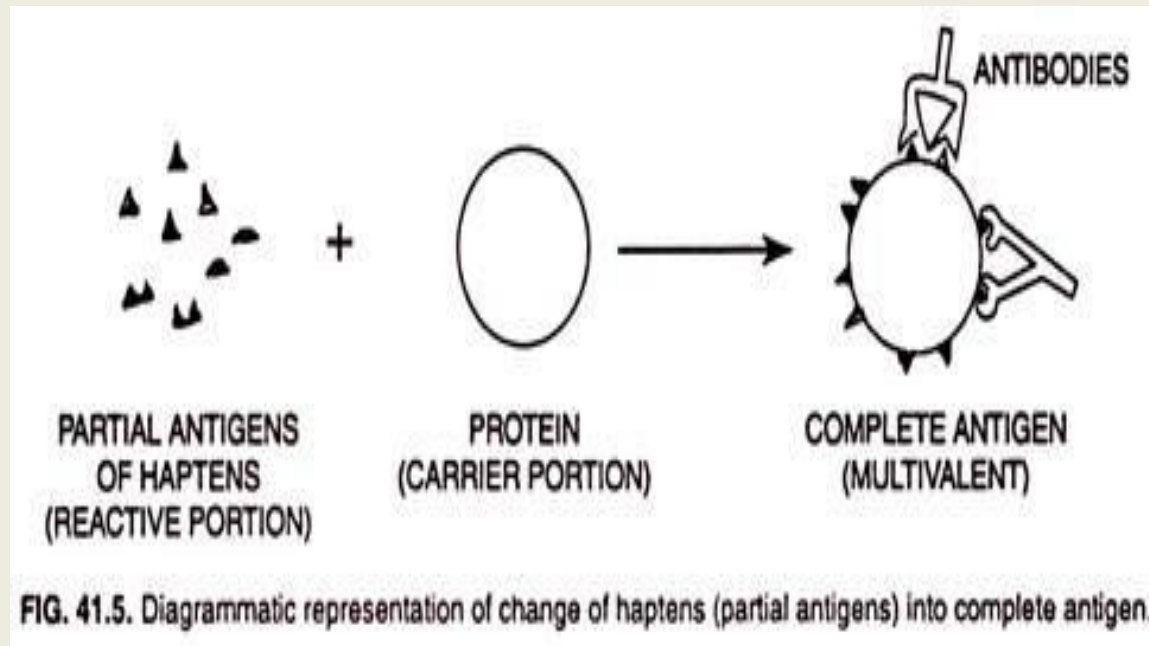 ANTIBODIES
+
PARTIAL ANTIGENS
OF HAPTENS
(REACTIVE PORTION)
PROTEIN
(CARRIER PORTION)
COMPLETE ANTIGEN
(MULTIVALENT)
FIG. 41.5. Diagrammatic representation of change of haptens (partial antigens) into complete antigen.